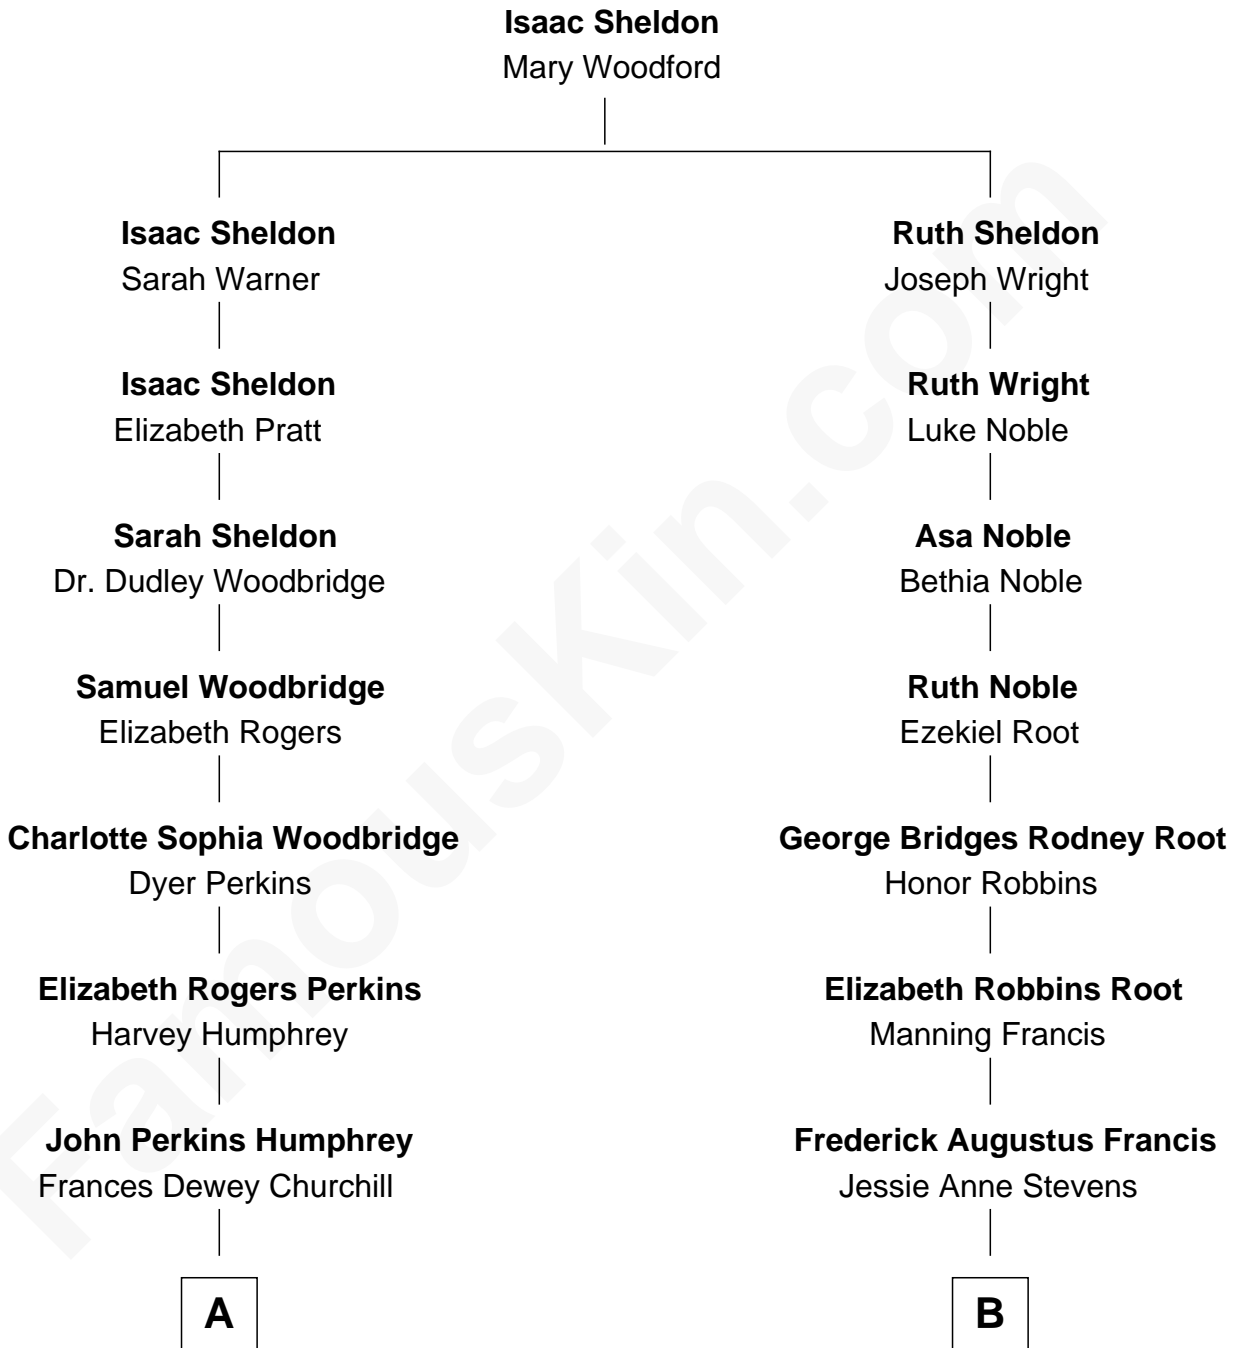 Isaac Sheldon
Mary Woodford
Isaac Sheldon
Sarah Warner
Ruth Sheldon
Joseph Wright
Isaac Sheldon
Elizabeth Pratt
Ruth Wright
Luke Noble
Sarah Sheldon
Dr. Dudley Woodbridge
Asa Noble
Bethia Noble
Samuel Woodbridge
Elizabeth Rogers
Ruth Noble
Ezekiel Root
Charlotte Sophia Woodbridge
Dyer Perkins
George Bridges Rodney Root
Honor Robbins
Elizabeth Rogers Perkins
Harvey Humphrey
Elizabeth Robbins Root
Manning Francis
John Perkins Humphrey
Frances Dewey Churchill
Frederick Augustus Francis
Jessie Anne Stevens
A
B
FamousKin.com